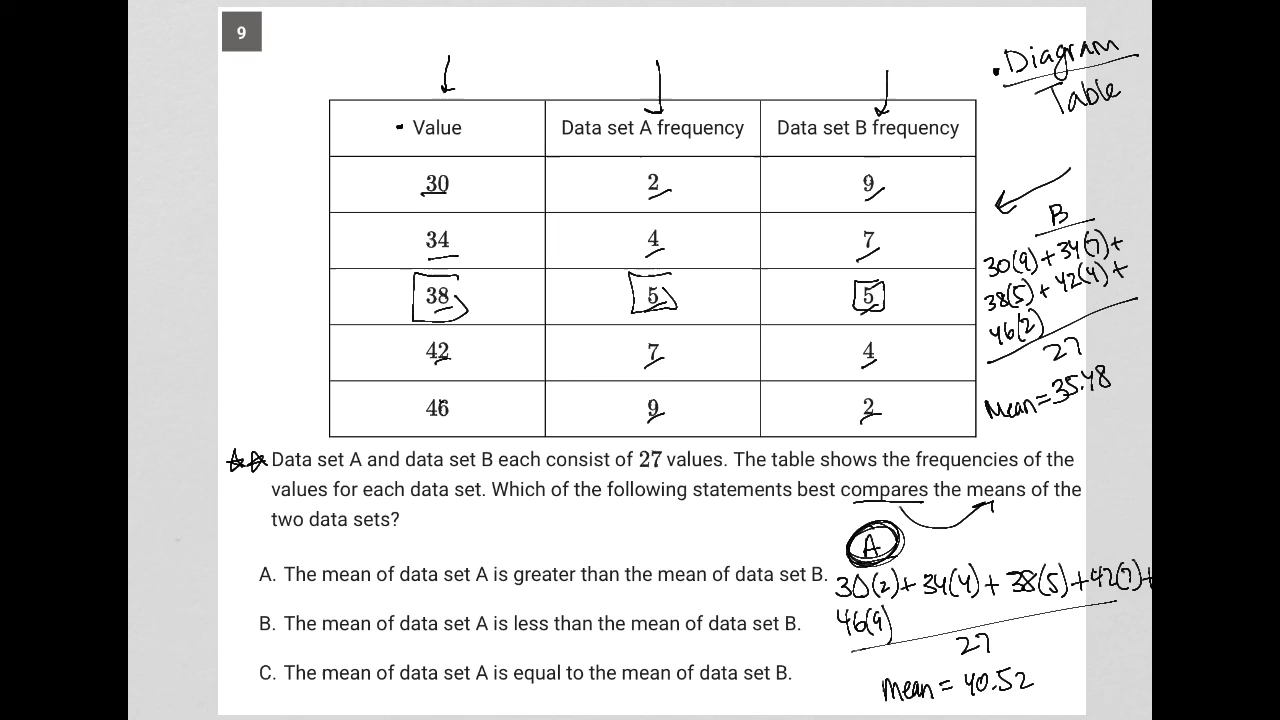 9
• Diagram
Table
• Value Data set A frequency Data set B frequency
30 2 9
34 4 7
38 5 5
42 7 4
46 9 2
B
30(9) + 34(7) +
38(5) + 42(4) +
46(2)
27
Mean = 35.48
Data set A and data set B each consist of 27 values. The table shows the frequencies of the
values for each data set. Which of the following statements best compares the means of the
two data sets?
A. The mean of data set A is greater than the mean of data set B.
B. The mean of data set A is less than the mean of data set B.
C. The mean of data set A is equal to the mean of data set B.
A
30(2) + 34(4) + 38(5) + 42(7) +
46(9)
27
Mean = 40.52